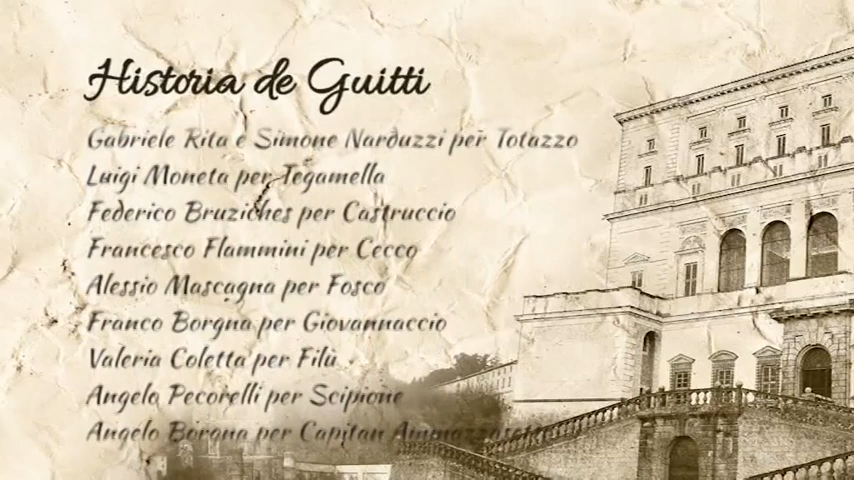 Historia de Guitti
Gabriele Rita e Simone Narduzzi per Totazzo
Luigi Moneta per Tegamella
Federico Bruziches per Castruccio
Francesco Flammini per Cecco
Alessio Mascagna per Fosco
Franco Borgna per Giovannaccio
Valeria Coletta per Filù
Angelo Pecorelli per Scipione
Angelo Borgna per Capitan